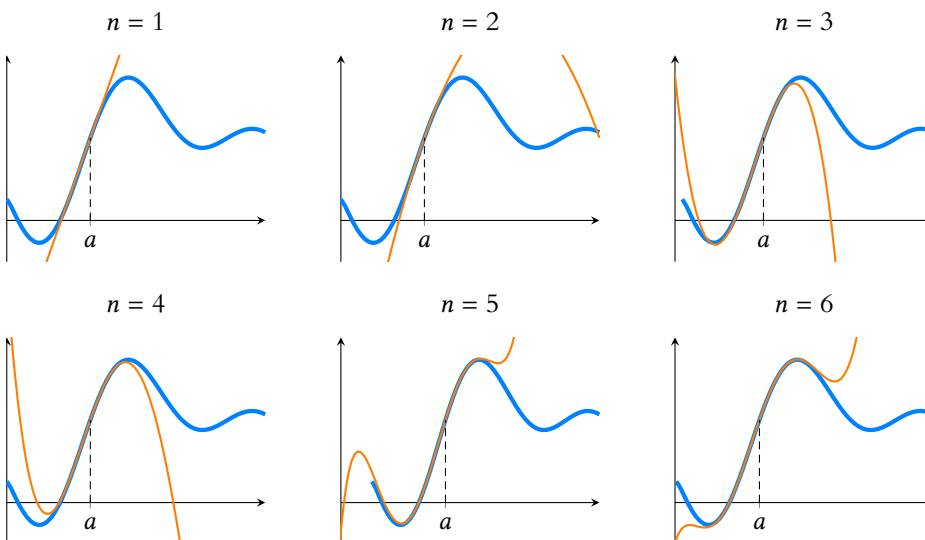 n = 1
n = 2
n = 3
a
a
a
n = 4
n = 5
n = 6
a
a
a